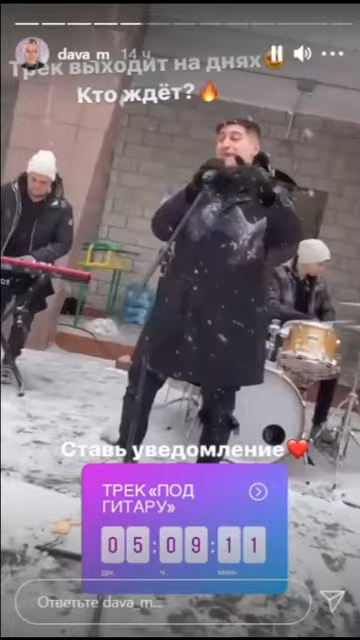 dava_m 14 ч
Трек выходит на днях
Кто ждёт?🔥
Ставь уведомление❤️
ТРЕК «ПОД
ГИТАРУ»
05:09:11
дн. ч. мин.
Ответьте dava_m...